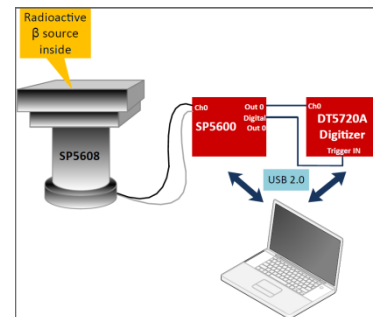 Radioactive
β source
inside
SP5608
Ch0
Out 0
SP5600
Digital
Out 0
Ch0
DT5720A
Digitizer
Trigger IN
USB 2.0